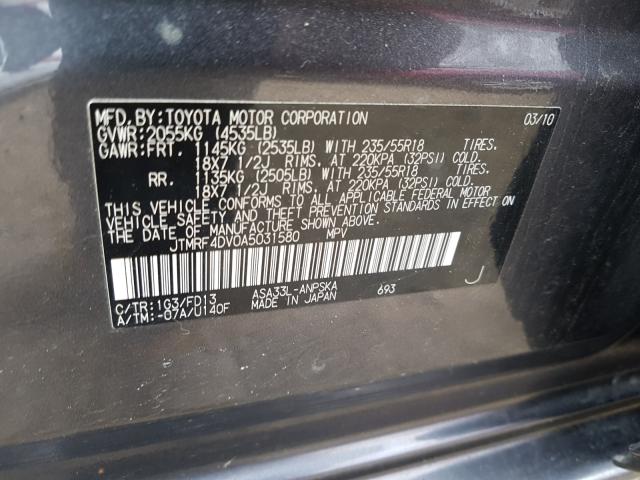 MFD. BY: TOYOTA MOTOR CORPORATION 03/10
GVWR: 2055KG (4535LB)
GAWR: FRT. 1145KG (2535LB) WITH 235/55R18 TIRES.
18X7 1/2J RIMS. AT 220KPA (32PSI) COLD.
RR. 1135KG (2505LB) WITH 235/55R18 TIRES.
18X7 1/2J RIMS. AT 220KPA (32PSI) COLD.
THIS VEHICLE CONFORMS TO ALL APPLICABLE FEDERAL MOTOR
VEHICLE SAFETY AND THEFT PREVENTION STANDARDS IN EFFECT ON
THE DATE OF MANUFACTURE SHOWN ABOVE.
JTMRF4DV0A5031580 MPV
C/TR: 1G3/FD13 ASA33L-ANPSKA 693 J
A/TM: -07A/U140F MADE IN JAPAN